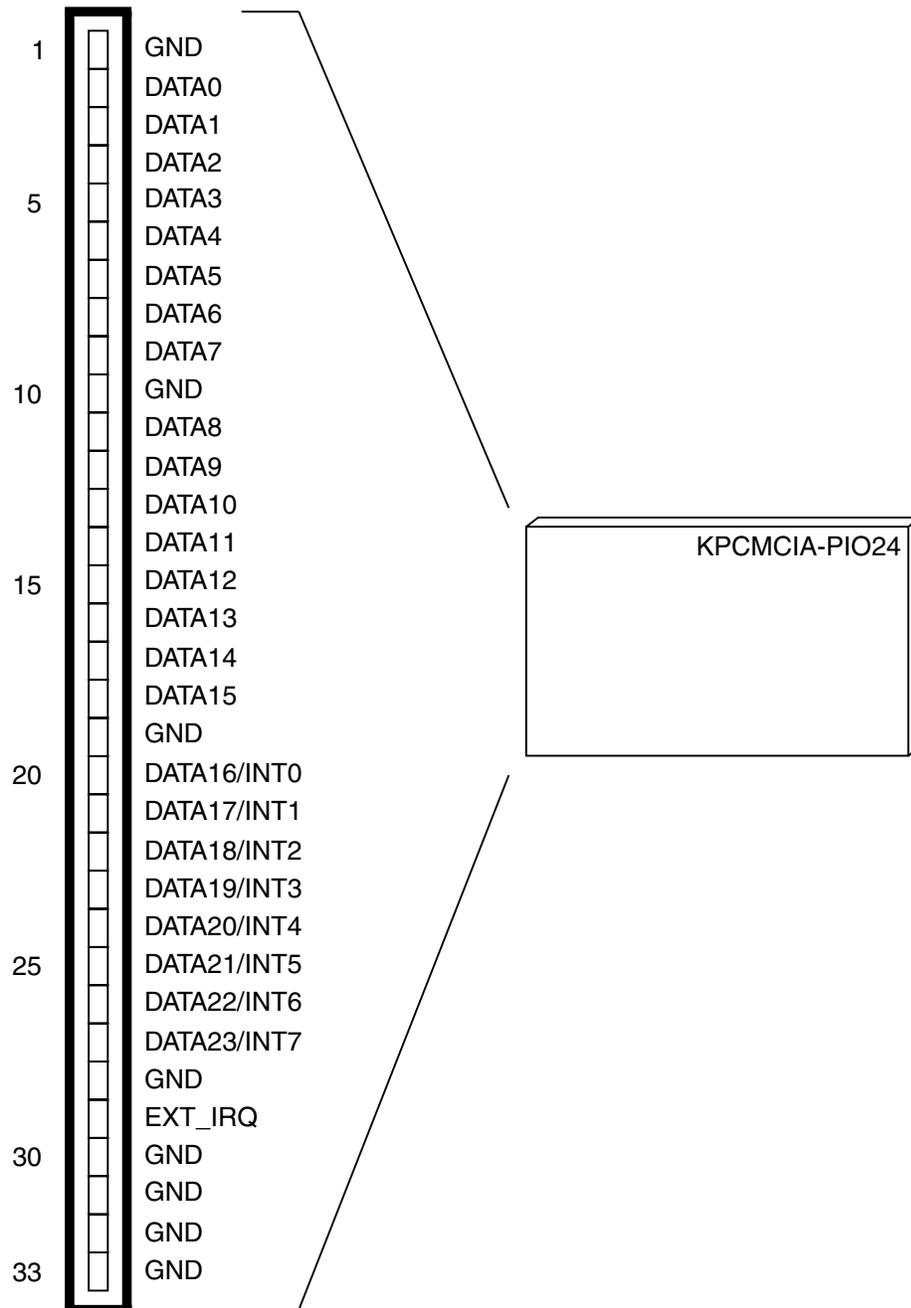 1 GND
DATA0
DATA1
DATA2
5 DATA3
DATA4
DATA5
DATA6
DATA7
10 GND
DATA8
DATA9
DATA10
DATA11
KPCMCIA-PIO24
15 DATA12
DATA13
DATA14
DATA15
GND
20 DATA16/INT0
DATA17/INT1
DATA18/INT2
DATA19/INT3
DATA20/INT4
25 DATA21/INT5
DATA22/INT6
DATA23/INT7
GND
EXT_IRQ
30 GND
GND
GND
33 GND